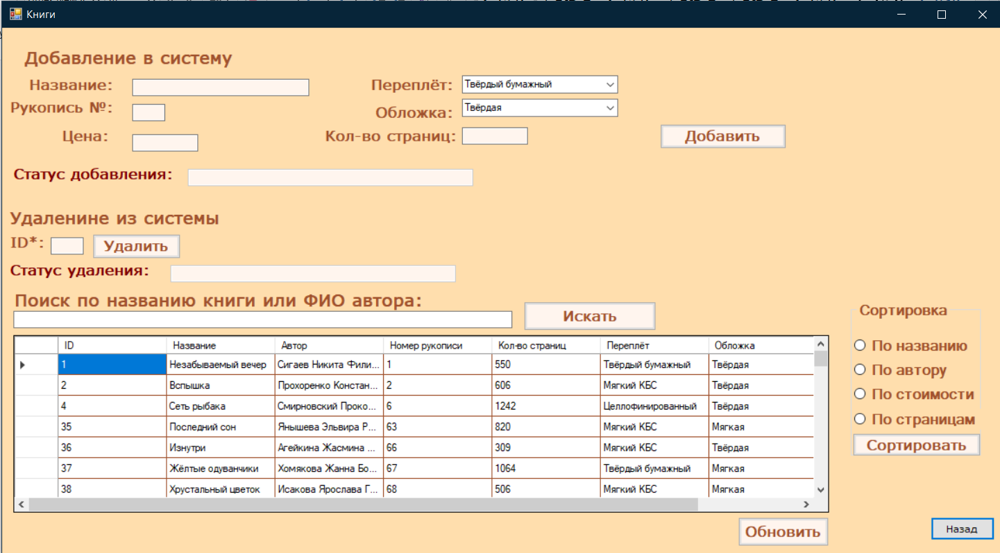 Книги
Добавление в систему
Название:
Переплёт: Твёрдый бумажный
Рукопись №:
Обложка: Твёрдая
Цена:
Кол-во страниц:
Добавить
Статус добавления:
Удаленине из системы
ID*: Удалить
Статус удаления:
Поиск по названию книги или ФИО автора:
Искать
Сортировка
По названию
По автору
По стоимости
По страницам
Сортировать
ID Название Автор Номер рукописи Кол-во страниц Переплёт Обложка
1 Незабываемый вечер Сигаев Никита Фили... 1 550 Твёрдый бумажный Твёрдая
2 Вспышка Прохоренко Констан... 2 606 Мягкий КБС Твёрдая
4 Сеть рыбака Смирновский Проко... 6 1242 Целлофинированный Твёрдая
35 Последний сон Янышева Эльвира Р... 63 820 Мягкий КБС Мягкая
36 Изнутри Агейкина Жасмина ... 66 309 Мягкий КБС Твёрдая
37 Жёлтые одуванчики Хомякова Жанна Бо... 67 1064 Твёрдый бумажный Мягкая
38 Хрустальный цветок Исакова Ярослава Г... 68 506 Мягкий КБС Мягкая
Обновить
Назад